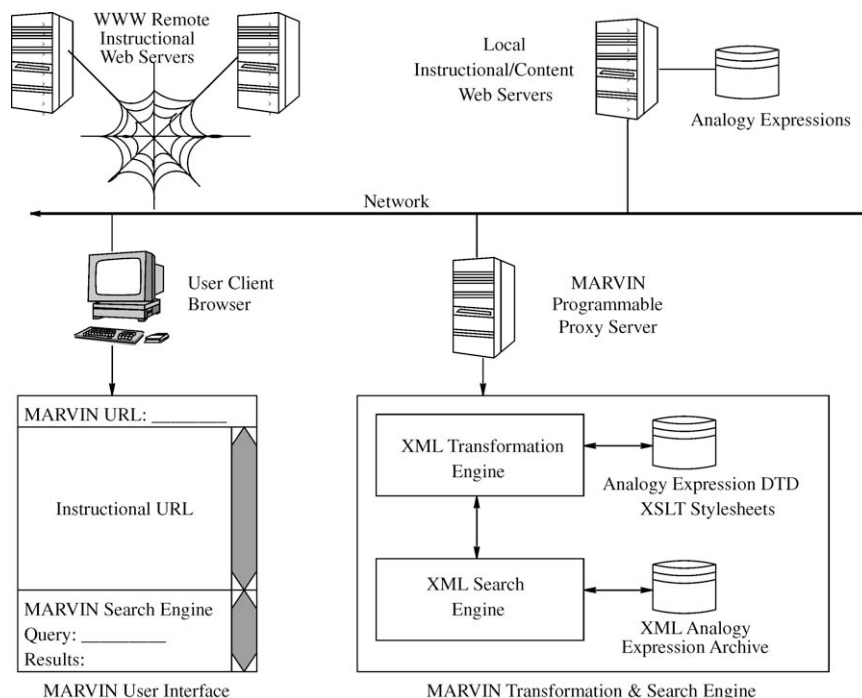 WWW Remote
Instructional
Web Servers
Local
Instructional/Content
Web Servers
Analogy Expressions
Network
User Client
Browser
MARVIN
Programmable
Proxy Server
MARVIN URL: ________
Instructional URL
MARVIN Search Engine
Query: _________
Results:
MARVIN User Interface
XML Transformation
Engine
Analogy Expression DTD
XSLT Stylesheets
XML Search
Engine
XML Analogy
Expression Archive
MARVIN Transformation & Search Engine